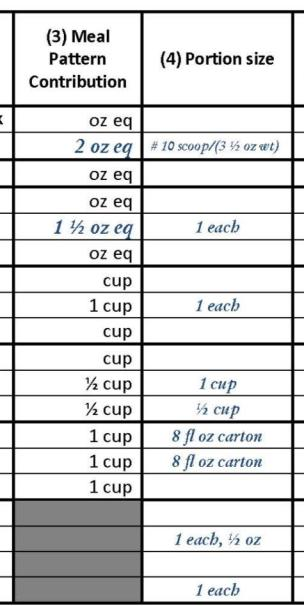 (3) Meal
Pattern
Contribution
(4) Portion size
oz eq
2 oz eq # 10 scoop/(3 ½ oz wt)
oz eq
oz eq
1 ½ oz eq 1 each
oz eq
cup
1 cup 1 each
cup
cup
½ cup 1 cup
½ cup ½ cup
1 cup 8 fl oz carton
1 cup 8 fl oz carton
1 cup
1 each, ½ oz
1 each